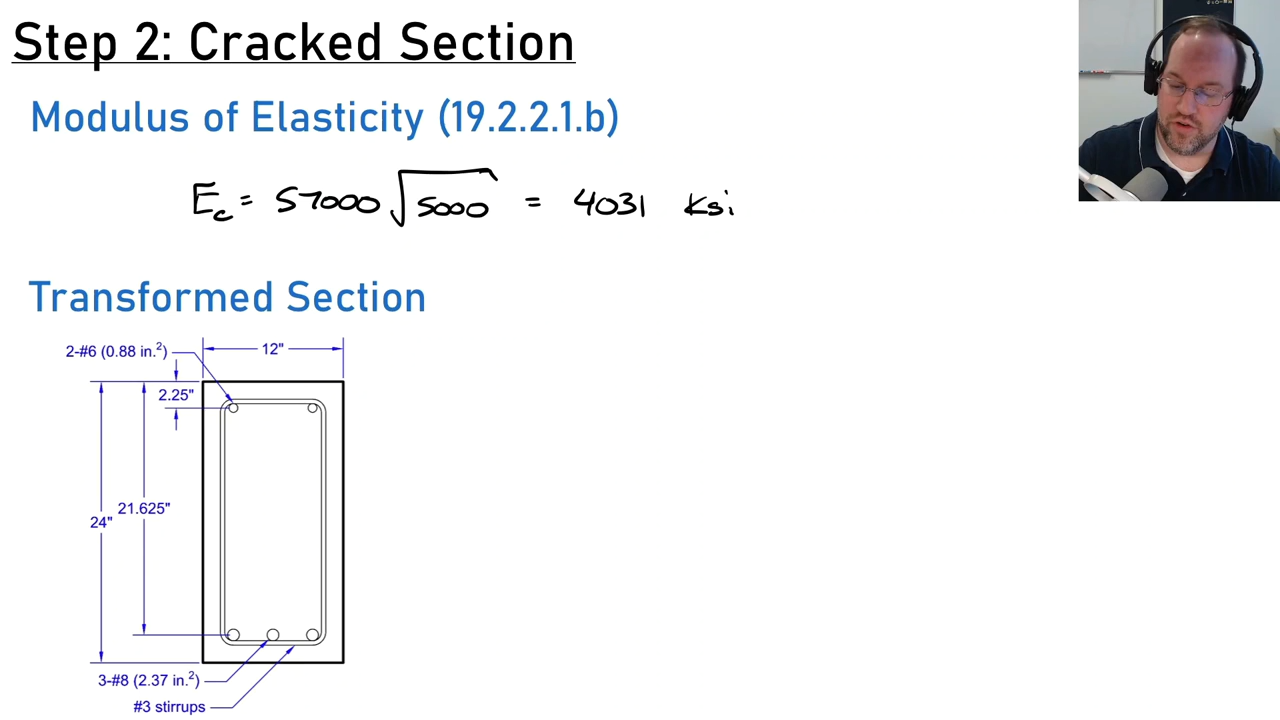 Step 2: Cracked Section
Modulus of Elasticity (19.2.2.1.b)
Ec = 57000 √5000 = 4031 ksi
Transformed Section
2-#6 (0.88 in.²)
12"
2.25"
21.625"
24"
3-#8 (2.37 in.²)
#3 stirrups